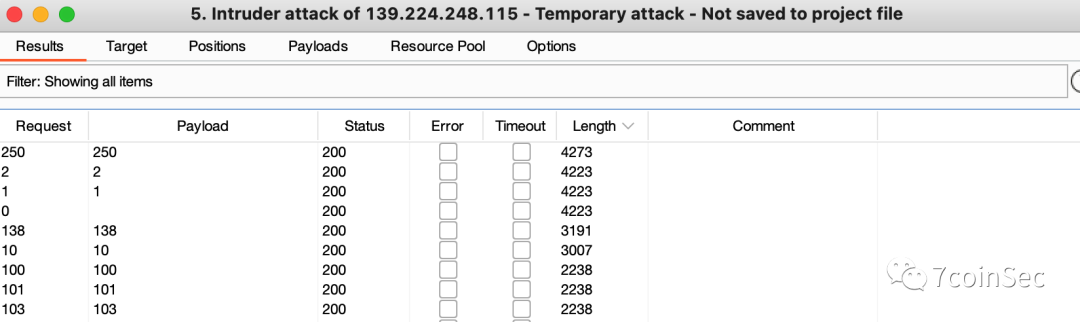 5. Intruder attack of 139.224.248.115 - Temporary attack - Not saved to project file
Results Target Positions Payloads Resource Pool Options
Filter: Showing all items
Request Payload Status Error Timeout Length Comment
250 250 200 4273
2 2 200 4223
1 1 200 4223
0 200 4223
138 138 200 3191
10 10 200 3007
100 100 200 2238
101 101 200 2238
103 103 200 2238
7coinSec